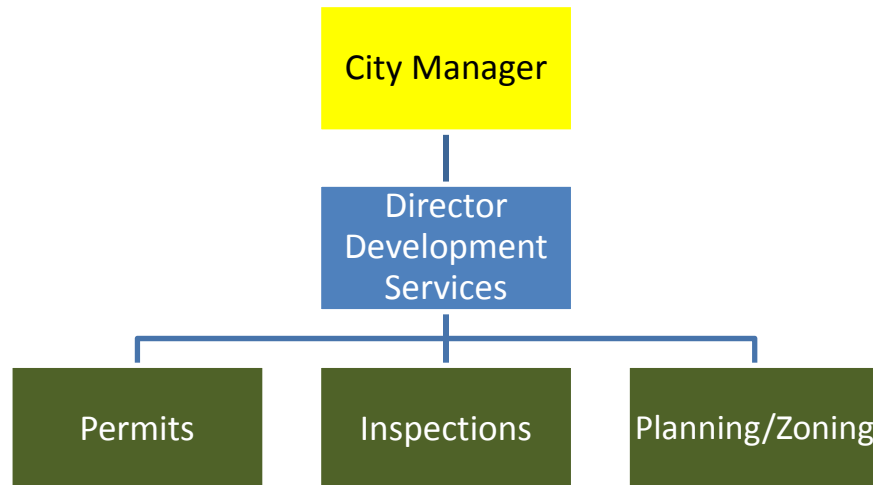 City Manager
Director
Development
Services
Permits
Inspections
Planning/Zoning